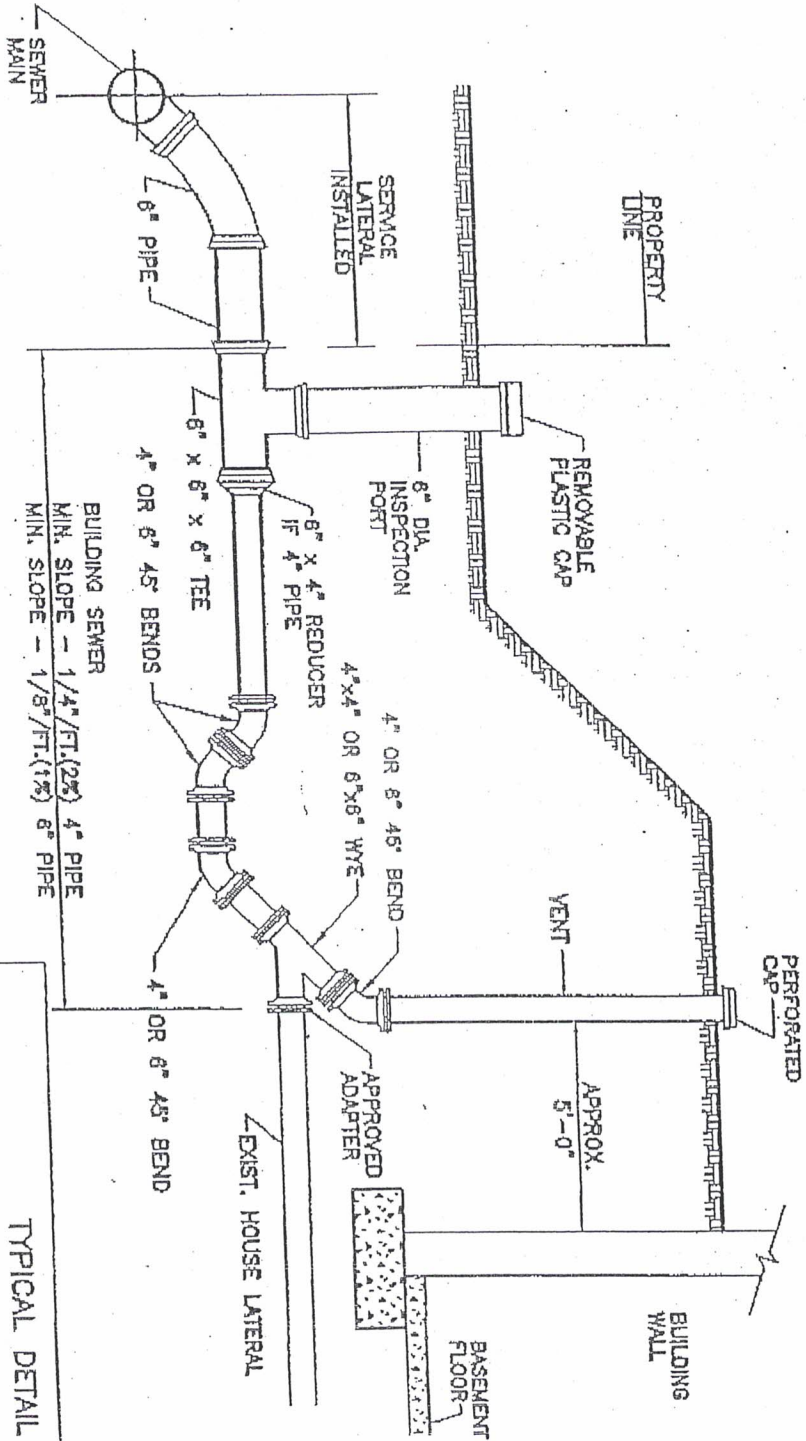 PROPERTY
LINE
SERVICE
LATERAL
INSTALLED
SEWER
MAIN
6" PIPE
REMOVABLE
PLASTIC CAP
6" DIA.
INSPECTION
PORT
6" X 4" REDUCER
IF 4" PIPE
6" X 6" X 6" TEE
4" OR 6" 45° BENDS
BUILDING SEWER
MIN. SLOPE - 1/4"/FT.(2%) 4" PIPE
MIN. SLOPE - 1/8"/FT.(1%) 6" PIPE
4" OR 6" 45° BEND
4"x4" OR 6"x6" WYE
VENT
PERFORATED
CAP
APPROX.
5'-0"
APPROVED
ADAPTER
4" OR 6" 45° BEND
EXIST. HOUSE LATERAL
BUILDING
WALL
BASEMENT
FLOOR
TYPICAL DETAIL